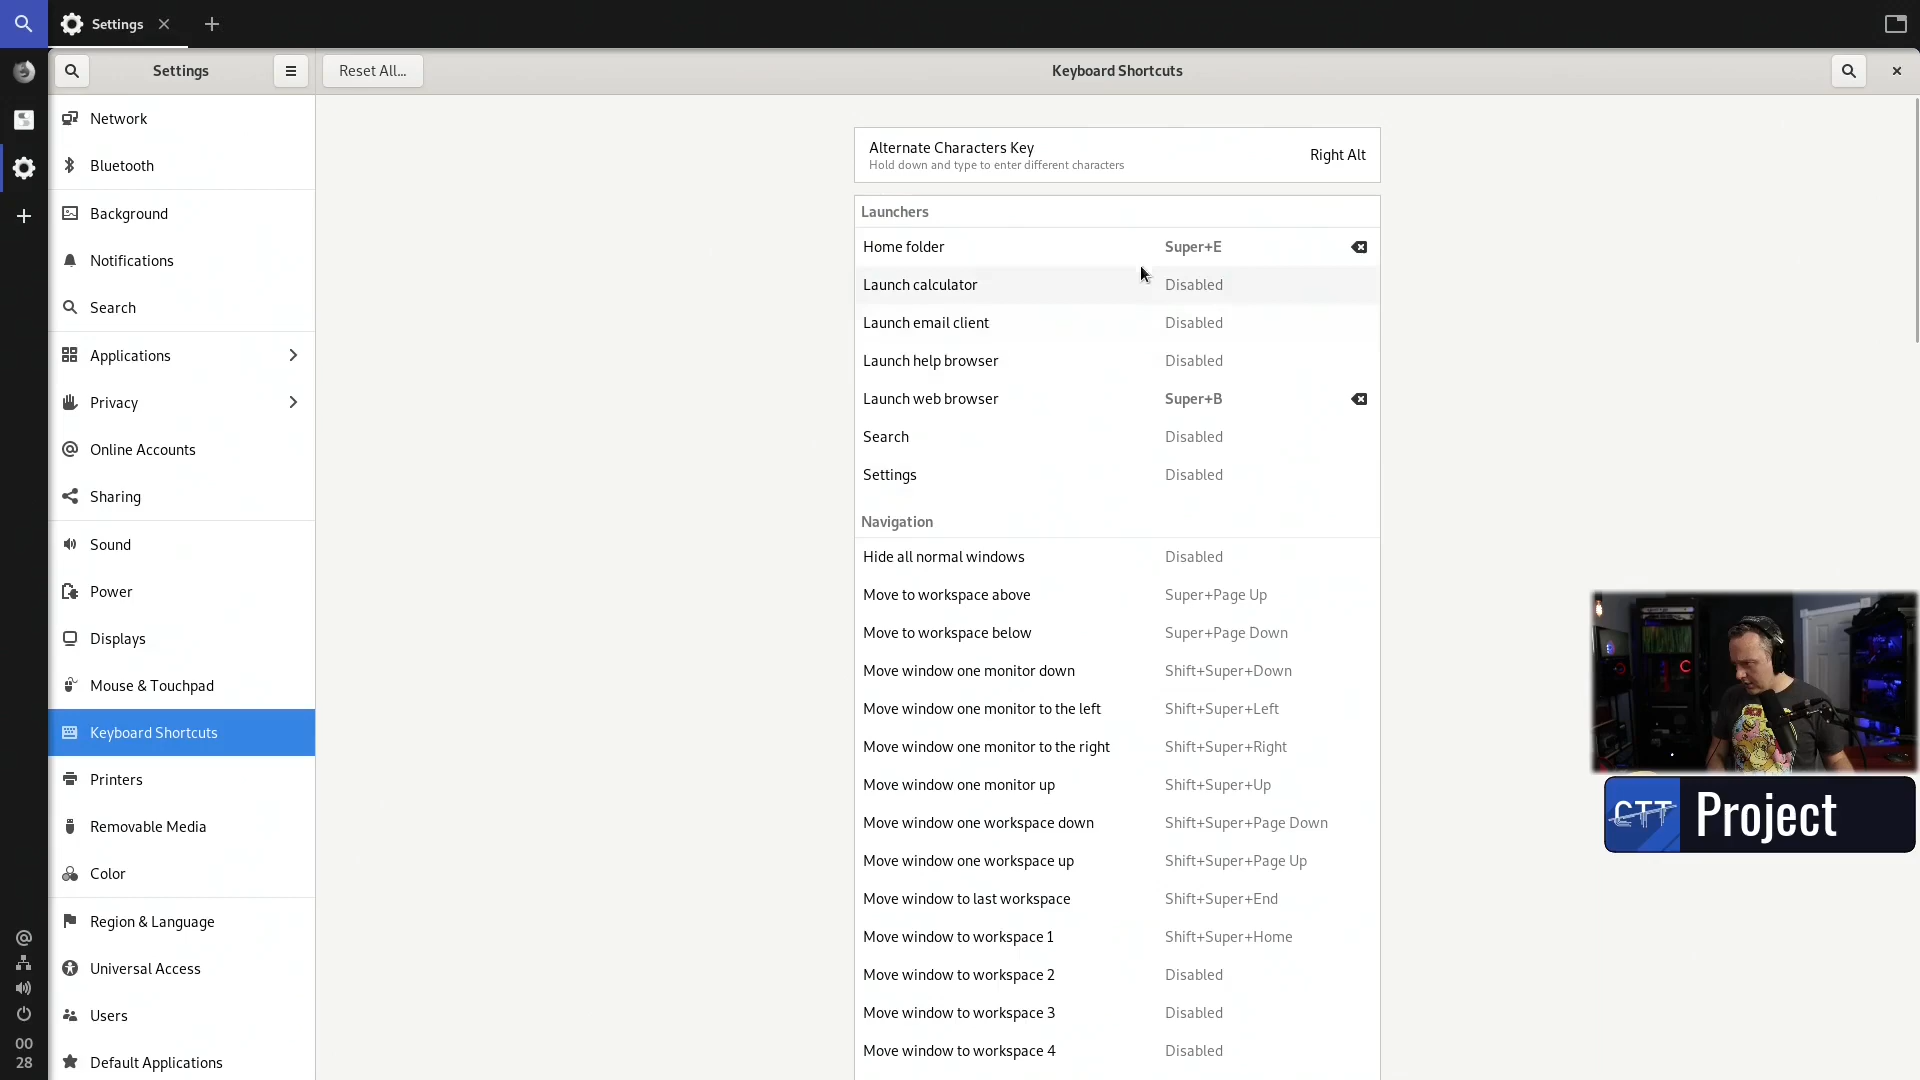 Settings
Settings
Reset All...
Keyboard Shortcuts
Network
Bluetooth
Background
Notifications
Search
Applications
Privacy
Online Accounts
Sharing
Sound
Power
Displays
Mouse & Touchpad
Keyboard Shortcuts
Printers
Removable Media
Color
Region & Language
Universal Access
Users
Default Applications
00
28
Alternate Characters Key
Hold down and type to enter different characters
Right Alt
Launchers
Home folder Super+E
Launch calculator Disabled
Launch email client Disabled
Launch help browser Disabled
Launch web browser Super+B
Search Disabled
Settings Disabled
Navigation
Hide all normal windows Disabled
Move to workspace above Super+Page Up
Move to workspace below Super+Page Down
Move window one monitor down Shift+Super+Down
Move window one monitor to the left Shift+Super+Left
Move window one monitor to the right Shift+Super+Right
Move window one monitor up Shift+Super+Up
Move window one workspace down Shift+Super+Page Down
Move window one workspace up Shift+Super+Page Up
Move window to last workspace Shift+Super+End
Move window to workspace 1 Shift+Super+Home
Move window to workspace 2 Disabled
Move window to workspace 3 Disabled
Move window to workspace 4 Disabled
CTT Project